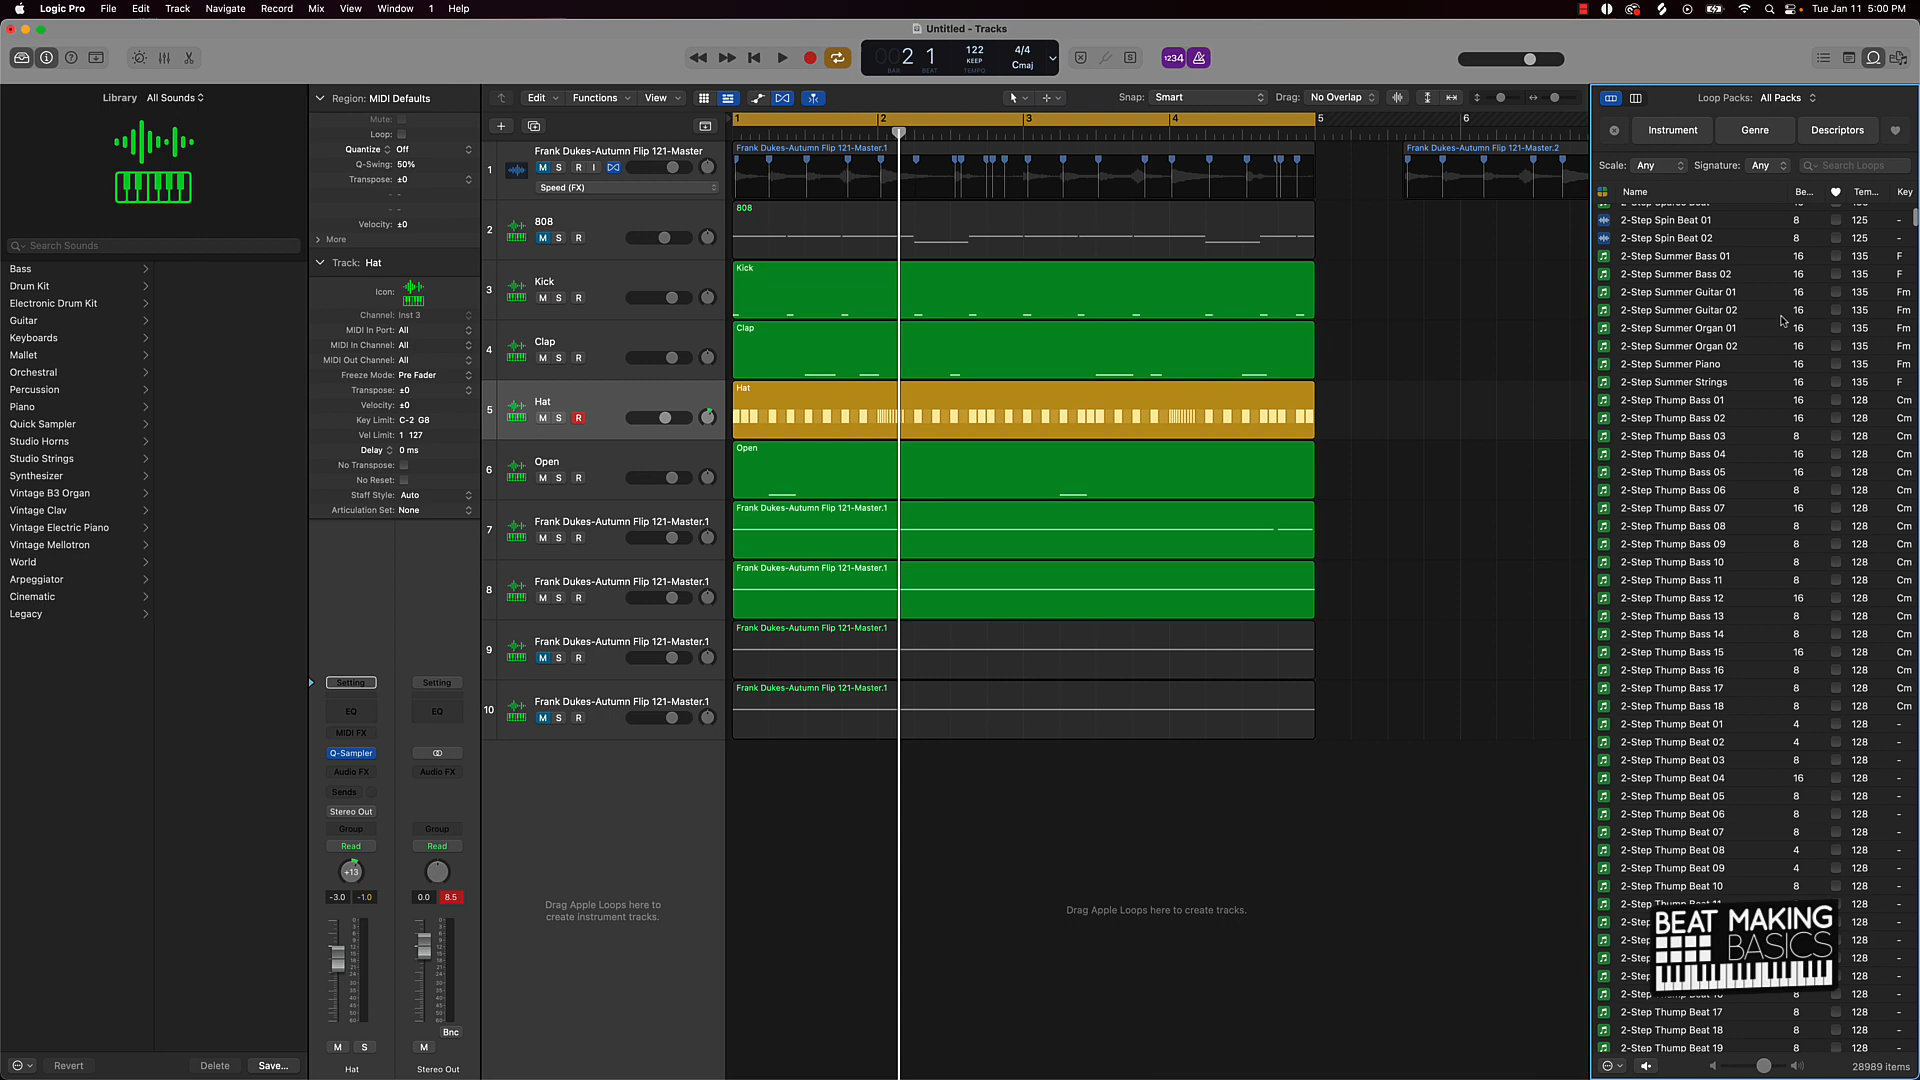 Logic Pro File Edit Track Navigate Record Mix View Window 1 Help
Tue Jan 11 5:00 PM
Untitled - Tracks
002 1
BAR BEAT
122
KEEP
TEMPO
4/4
Cmaj
1234
Library All Sounds
Search Sounds
Bass
Drum Kit
Electronic Drum Kit
Guitar
Keyboards
Mallet
Orchestral
Percussion
Piano
Quick Sampler
Studio Horns
Studio Strings
Synthesizer
Vintage B3 Organ
Vintage Clav
Vintage Electric Piano
Vintage Mellotron
World
Arpeggiator
Cinematic
Legacy
Revert
Delete
Save...
Region: MIDI Defaults
Mute:
Loop:
Quantize Off
Q-Swing: 50%
Transpose: ±0
Velocity: ±0
More
Track: Hat
Icon:
Channel: Inst 3
MIDI In Port: All
MIDI In Channel: All
MIDI Out Channel: All
Freeze Mode: Pre Fader
Transpose: ±0
Velocity: ±0
Key Limit: C-2 G8
Vel Limit: 1 127
Delay 0 ms
No Transpose:
No Reset:
Staff Style: Auto
Articulation Set: None
Setting Setting
EQ EQ
MIDI FX
Q-Sampler
Audio FX Audio FX
Sends
Stereo Out
Group Group
Read Read
+13
-3.0 -1.0 0.0 8.5
Bnc
M S M
Hat Stereo Out
Edit Functions View
Snap: Smart
Drag: No Overlap
1 2 3 4 5 6
1 Frank Dukes-Autumn Flip 121-Master
M S R I
Speed (FX)
2 808
M S R
3 Kick
M S R
4 Clap
M S R
5 Hat
M S R
6 Open
M S R
7 Frank Dukes-Autumn Flip 121-Master.1
M S R
8 Frank Dukes-Autumn Flip 121-Master.1
M S R
9 Frank Dukes-Autumn Flip 121-Master.1
M S R
10 Frank Dukes-Autumn Flip 121-Master.1
M S R
Frank Dukes-Autumn Flip 121-Master.1
Frank Dukes-Autumn Flip 121-Master.2
808
Kick
Clap
Hat
Open
Frank Dukes-Autumn Flip 121-Master.1
Frank Dukes-Autumn Flip 121-Master.1
Frank Dukes-Autumn Flip 121-Master.1
Frank Dukes-Autumn Flip 121-Master.1
Drag Apple Loops here to
create instrument tracks.
Drag Apple Loops here to create tracks.
Loop Packs: All Packs
Instrument Genre Descriptors
Scale: Any Signature: Any Search Loops
Name Be... Tem... Key
2-Step Spin Beat 01 8 125 -
2-Step Spin Beat 02 8 125 -
2-Step Summer Bass 01 16 135 F
2-Step Summer Bass 02 16 135 F
2-Step Summer Guitar 01 16 135 Fm
2-Step Summer Guitar 02 16 135 Fm
2-Step Summer Organ 01 16 135 Fm
2-Step Summer Organ 02 16 135 Fm
2-Step Summer Piano 16 135 Fm
2-Step Summer Strings 16 135 F
2-Step Thump Bass 01 16 128 Cm
2-Step Thump Bass 02 16 128 Cm
2-Step Thump Bass 03 8 128 Cm
2-Step Thump Bass 04 16 128 Cm
2-Step Thump Bass 05 16 128 Cm
2-Step Thump Bass 06 8 128 Cm
2-Step Thump Bass 07 16 128 Cm
2-Step Thump Bass 08 8 128 Cm
2-Step Thump Bass 09 8 128 Cm
2-Step Thump Bass 10 8 128 Cm
2-Step Thump Bass 11 8 128 Cm
2-Step Thump Bass 12 16 128 Cm
2-Step Thump Bass 13 8 128 Cm
2-Step Thump Bass 14 8 128 Cm
2-Step Thump Bass 15 16 128 Cm
2-Step Thump Bass 16 8 128 Cm
2-Step Thump Bass 17 8 128 Cm
2-Step Thump Bass 18 8 128 Cm
2-Step Thump Beat 01 4 128 -
2-Step Thump Beat 02 4 128 -
2-Step Thump Beat 03 8 128 -
2-Step Thump Beat 04 16 128 -
2-Step Thump Beat 05 8 128 -
2-Step Thump Beat 06 8 128 -
2-Step Thump Beat 07 8 128 -
2-Step Thump Beat 08 4 128 -
2-Step Thump Beat 09 4 128 -
2-Step Thump Beat 10 8 128 -
128 -
128 -
128 -
128 -
128 -
8 128 -
2-Step Thump Beat 17 8 128 -
2-Step Thump Beat 18 8 128 -
2-Step Thump Beat 19 8 128 -
BEAT MAKING
BASICS
28989 items